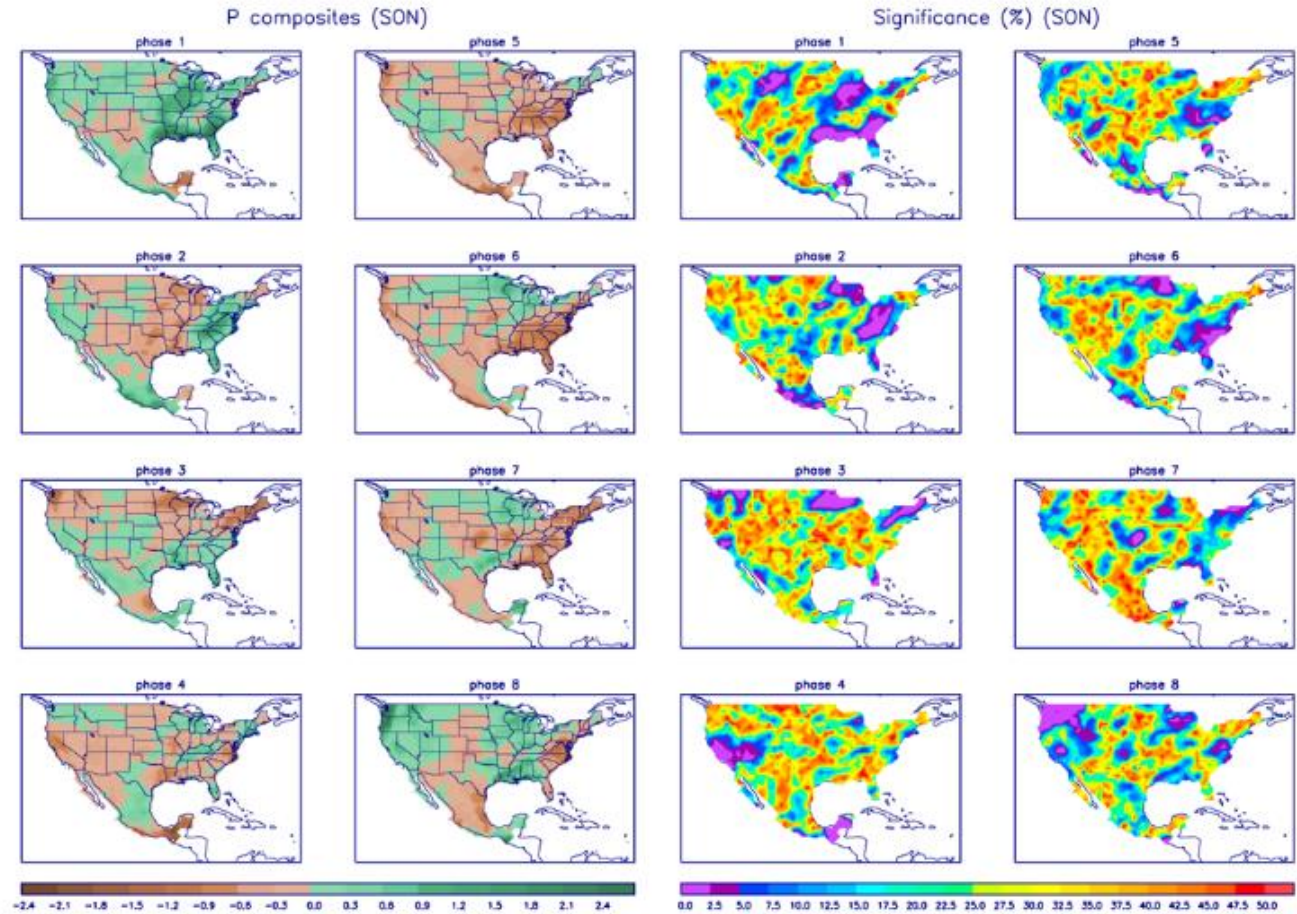 P composites (SON)
Significance (%) (SON)
phase 1
phase 5
phase 1
phase 5
phase 2
phase 6
phase 2
phase 6
phase 3
phase 7
phase 3
phase 7
phase 4
phase 8
phase 4
phase 8
-2.4 -2.1 -1.8 -1.5 -1.2 -0.9 -0.6 -0.3 0.0 0.3 0.6 0.9 1.2 1.5 1.8 2.1 2.4
0.0 2.5 5.0 7.5 10.0 12.5 15.0 17.5 20.0 22.5 25.0 27.5 30.0 32.5 35.0 37.5 40.0 42.5 45.0 47.5 50.0